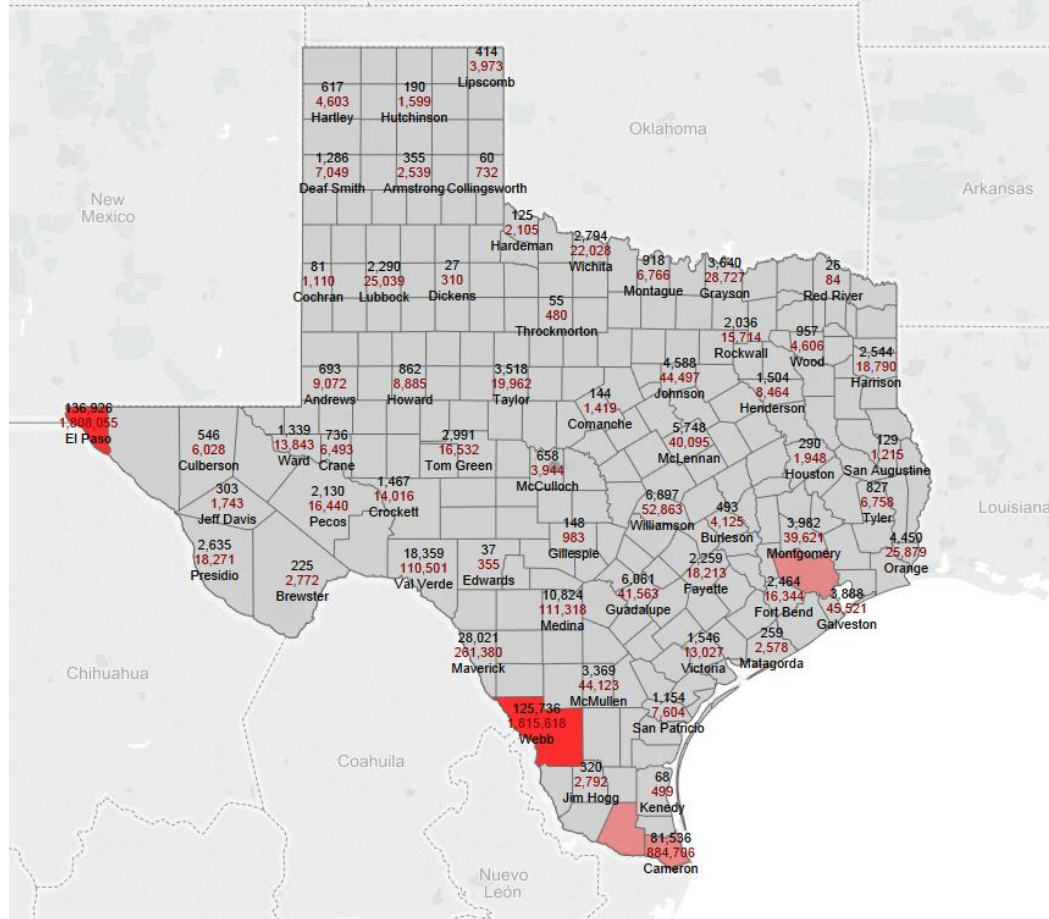 414
3,973
Lipscomb
617
4,603
Hartley
190
1,599
Hutchinson
Oklahoma
1,286
7,049
Deaf Smith
355
2,539
Armstrong
60
732
Collingsworth
New
Mexico
Arkansas
125
2,105
Hardeman
2,794
22,028
Wichita
918
6,766
Montague
3,640
28,727
Grayson
26
84
Red River
81
1,110
Cochran
2,290
25,039
Lubbock
27
310
Dickens
55
480
Throckmorton
2,036
15,714
Rockwall
957
4,606
Wood
2,544
18,790
Harrison
693
9,072
Andrews
862
8,885
Howard
3,518
19,962
Taylor
4,588
44,497
Johnson
1,504
8,464
Henderson
144
1,419
Comanche
136,926
1,808,055
El Paso
546
6,028
Culberson
1,339
13,843
Ward
736
6,493
Crane
2,991
16,532
Tom Green
658
3,944
McCulloch
5,748
40,095
McLennan
290
1,948
Houston
129
1,215
San Augustine
303
1,743
Jeff Davis
2,130
16,440
Pecos
1,467
14,016
Crockett
6,897
52,863
Williamson
493
4,125
Burleson
827
6,758
Tyler
Louisiana
3,982
39,621
Montgomery
4,450
25,879
Orange
148
983
Gillespie
2,635
18,271
Presidio
225
2,772
Brewster
18,359
110,501
Val Verde
37
355
Edwards
2,259
18,213
Fayette
6,061
41,563
Guadalupe
2,464
16,344
Fort Bend
3,888
45,521
Galveston
10,824
111,318
Medina
28,021
261,380
Maverick
1,546
13,027
Victoria
259
2,578
Matagorda
Chihuahua
3,369
44,123
McMullen
1,154
7,604
San Patricio
125,736
1,815,618
Webb
Coahuila
320
2,792
Jim Hogg
68
499
Kenedy
81,536
884,706
Cameron
Nuevo
León